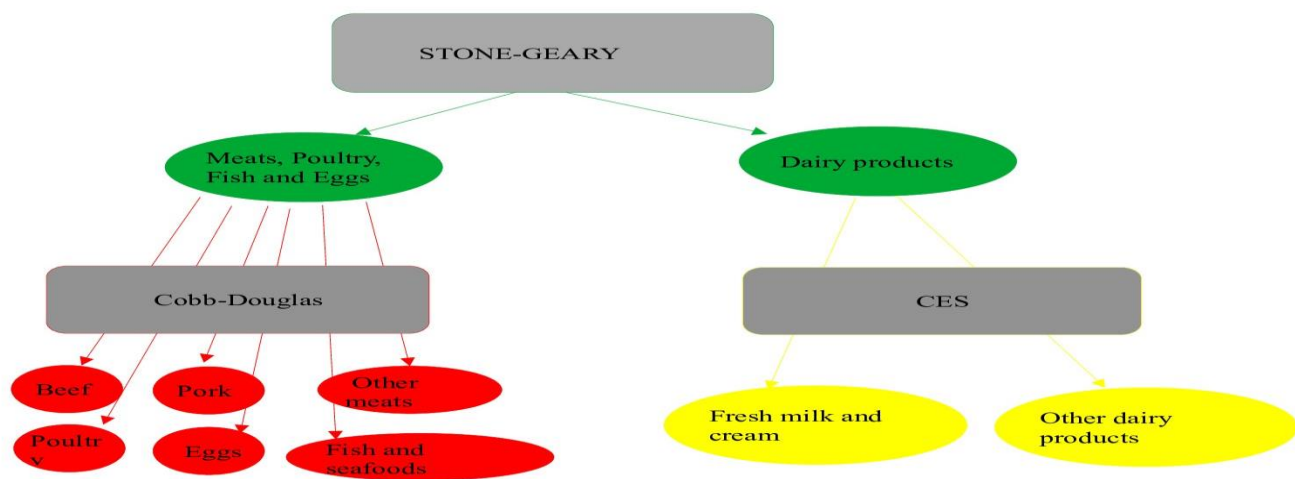 STONE-GEARY
Meats, Poultry,
Fish and Eggs
Dairy products
Cobb-Douglas
CES
Beef
Pork
Other
meats
Poultr
y
Eggs
Fish and
seafoods
Fresh milk and
cream
Other dairy
products